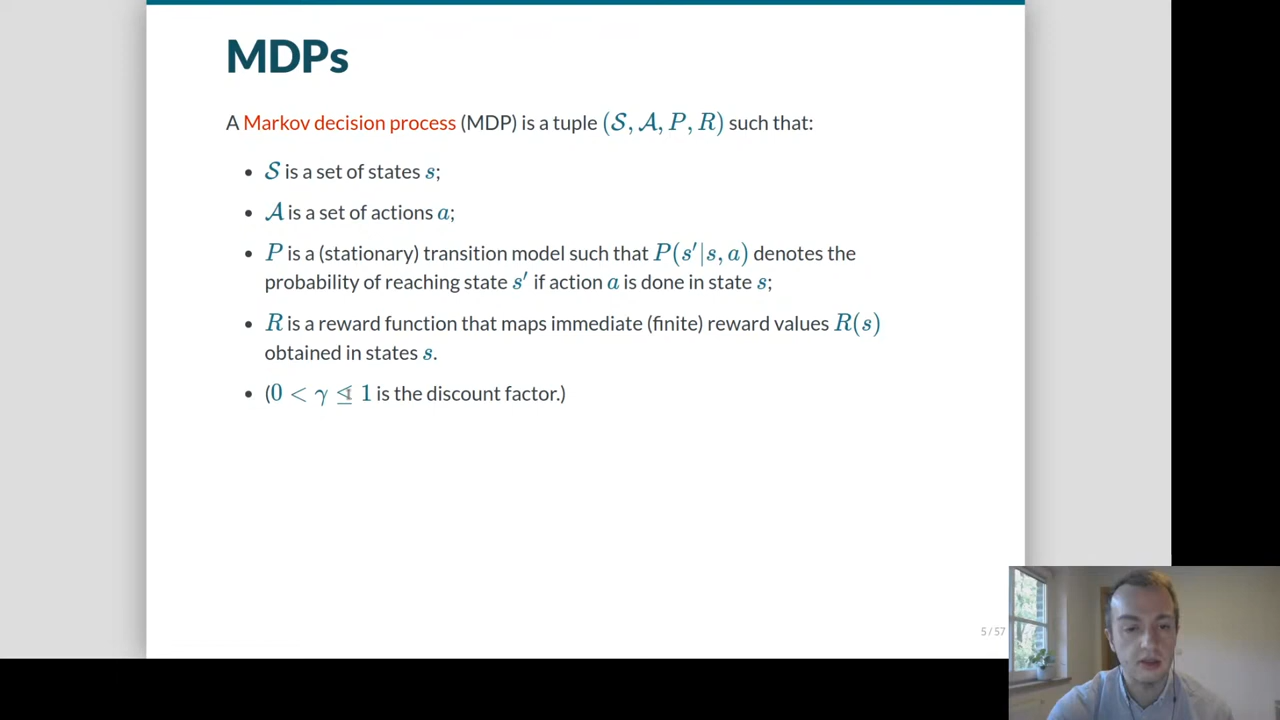 MDPs
A Markov decision process (MDP) is a tuple (𝒮, 𝒜, P, R) such that:
• 𝒮 is a set of states s;
• 𝒜 is a set of actions a;
• P is a (stationary) transition model such that P(s′|s, a) denotes the
probability of reaching state s′ if action a is done in state s;
• R is a reward function that maps immediate (finite) reward values R(s)
obtained in states s.
• (0 < γ ≤ 1 is the discount factor.)
5 / 57